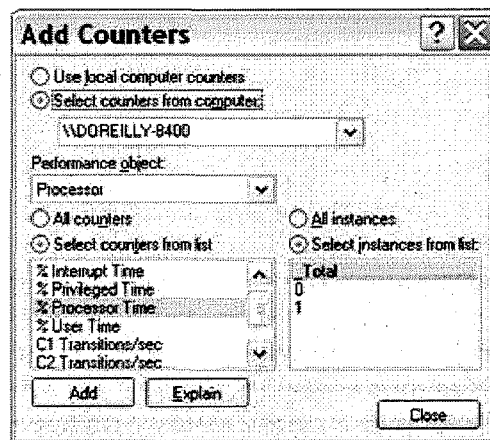 Add Counters
Use local computer counters
Select counters from computer:
\\DOREILLY-8400
Performance object:
Processor
All counters
All instances
Select counters from list
Select instances from list:
% Interrupt Time
% Privileged Time
% Processor Time
% User Time
C1 Transitions/sec
C2 Transitions/sec
_Total
0
1
Add
Explain
Close